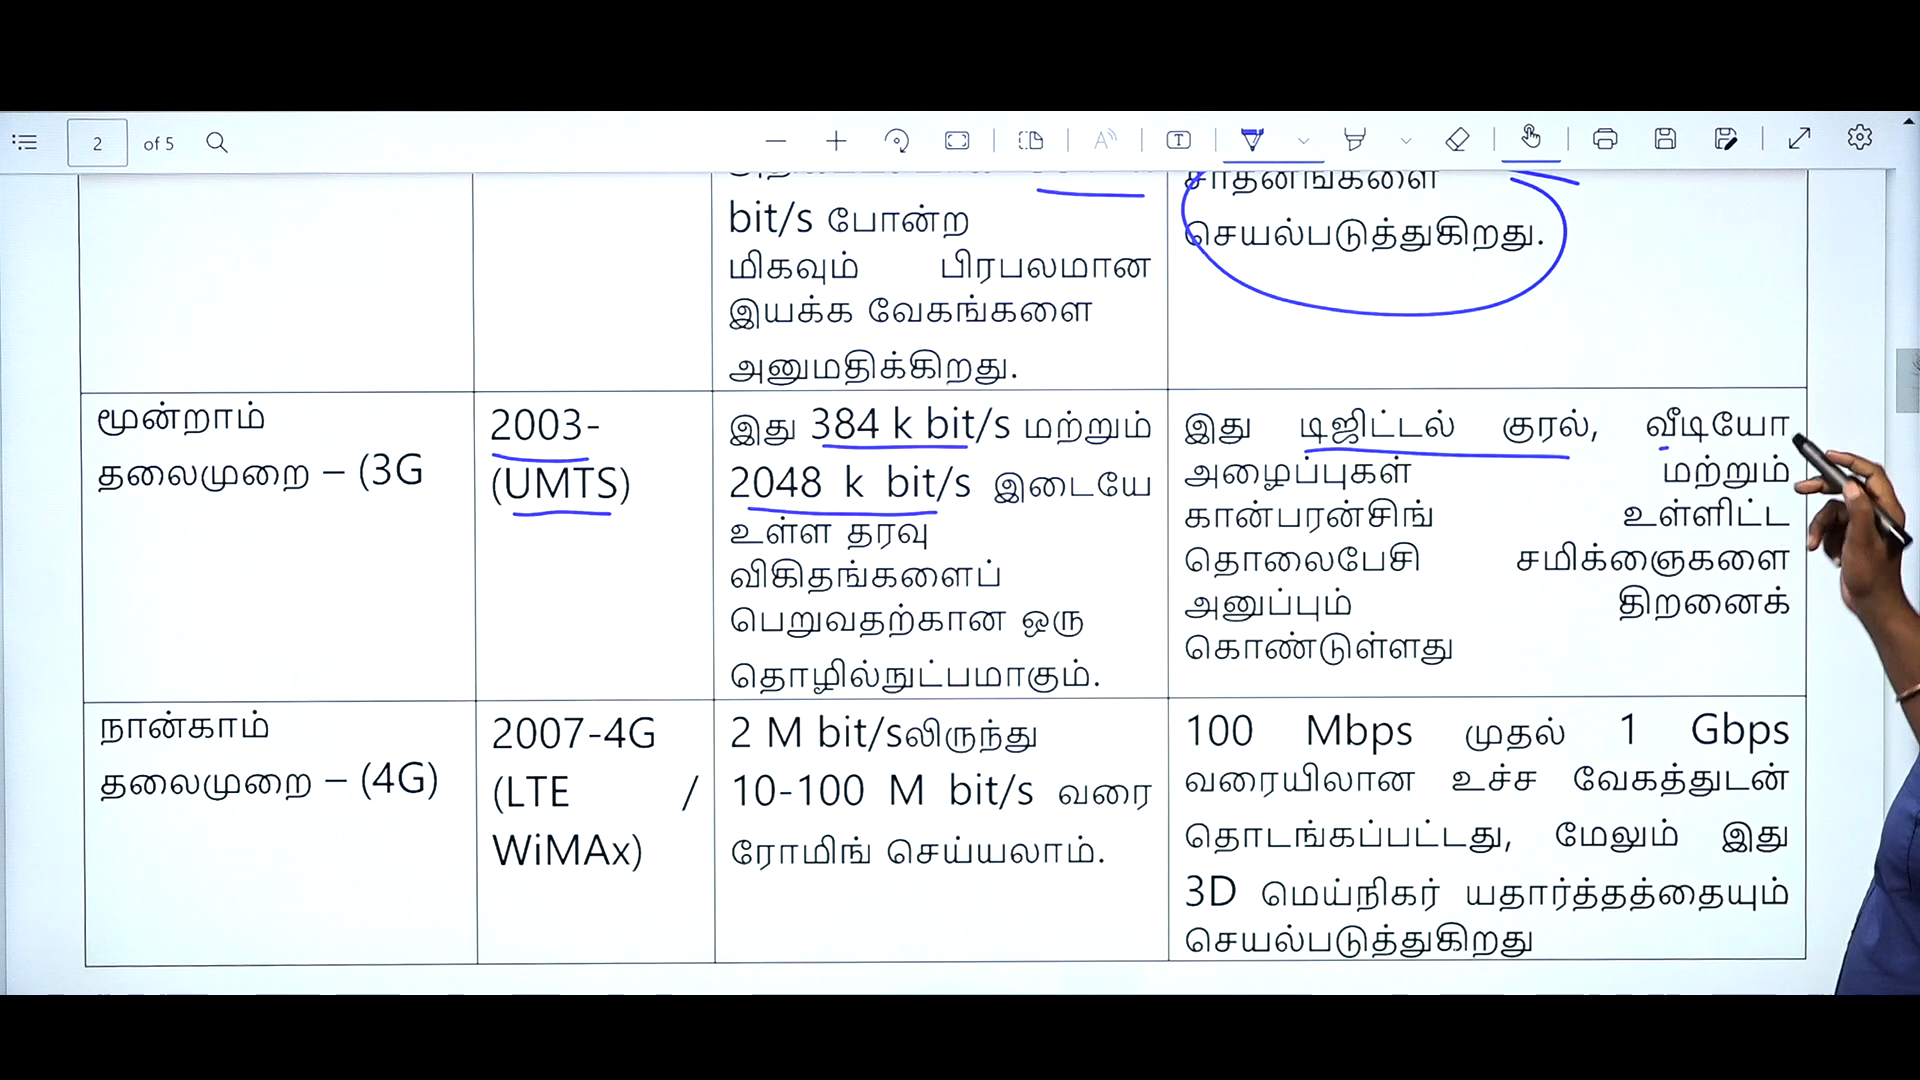 2 of 5
bit/s போன்ற
மிகவும் பிரபலமான
இயக்க வேகங்களை
அனுமதிக்கிறது.
சாதனங்களை
செயல்படுத்துகிறது.
மூன்றாம்
தலைமுறை – (3G
2003-
(UMTS)
இது 384 k bit/s மற்றும்
2048 k bit/s இடையே
உள்ள தரவு
விகிதங்களைப்
பெறுவதற்கான ஒரு
தொழில்நுட்பமாகும்.
இது டிஜிட்டல் குரல், வீடியோ
அழைப்புகள் மற்றும்
கான்பரன்சிங் உள்ளிட்ட
தொலைபேசி சமிக்ஞைகளை
அனுப்பும் திறனைக்
கொண்டுள்ளது
நான்காம்
தலைமுறை – (4G)
2007-4G
(LTE /
WiMAx)
2 M bit/sலிருந்து
10-100 M bit/s வரை
ரோமிங் செய்யலாம்.
100 Mbps முதல் 1 Gbps
வரையிலான உச்ச வேகத்துடன்
தொடங்கப்பட்டது, மேலும் இது
3D மெய்நிகர் யதார்த்தத்தையும்
செயல்படுத்துகிறது